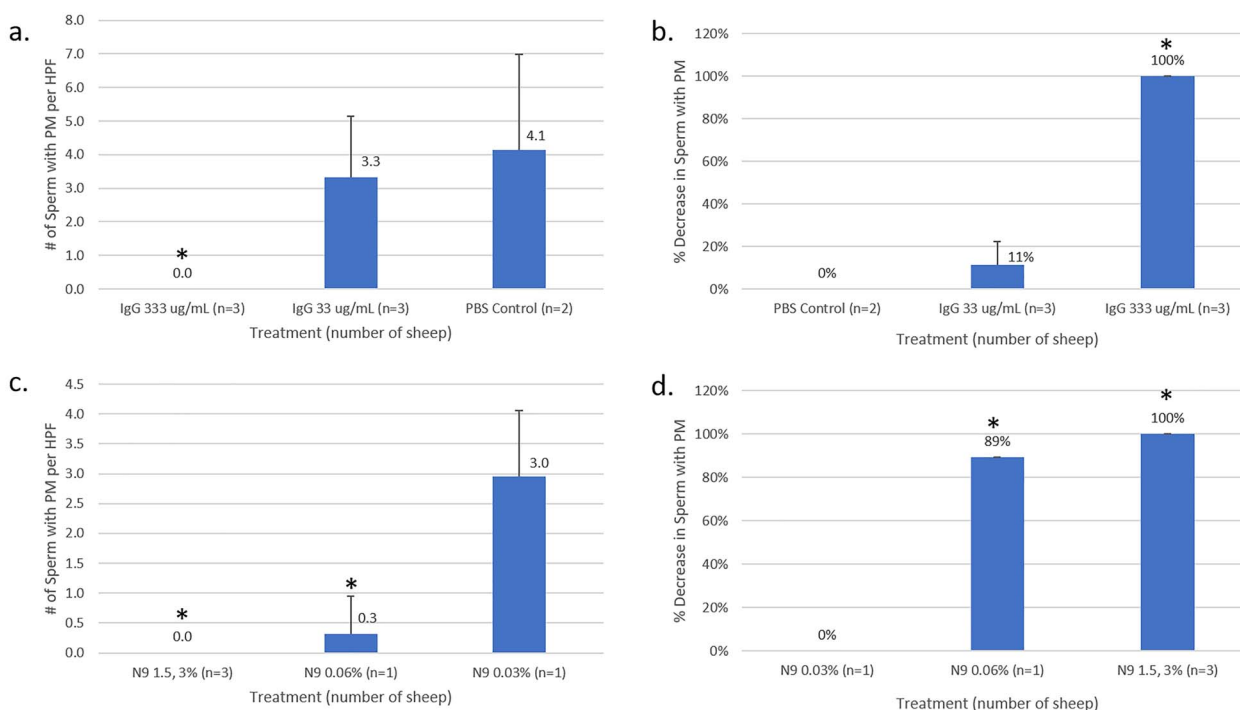 a.
# of Sperm with PM per HPF
8.0
7.0
6.0
5.0
4.0
3.0
2.0
1.0
0.0
*
0.0
3.3
4.1
IgG 333 ug/mL (n=3)
IgG 33 ug/mL (n=3)
PBS Control (n=2)
Treatment (number of sheep)
b.
% Decrease in Sperm with PM
120%
100%
80%
60%
40%
20%
0%
0%
11%
*
100%
PBS Control (n=2)
IgG 33 ug/mL (n=3)
IgG 333 ug/mL (n=3)
Treatment (number of sheep)
c.
# of Sperm with PM per HPF
4.5
4.0
3.5
3.0
2.5
2.0
1.5
1.0
0.5
0.0
*
0.0
*
0.3
3.0
N9 1.5, 3% (n=3)
N9 0.06% (n=1)
N9 0.03% (n=1)
Treatment (number of sheep)
d.
% Decrease in Sperm with PM
120%
100%
80%
60%
40%
20%
0%
0%
*
89%
*
100%
N9 0.03% (n=1)
N9 0.06% (n=1)
N9 1.5, 3% (n=3)
Treatment (number of sheep)